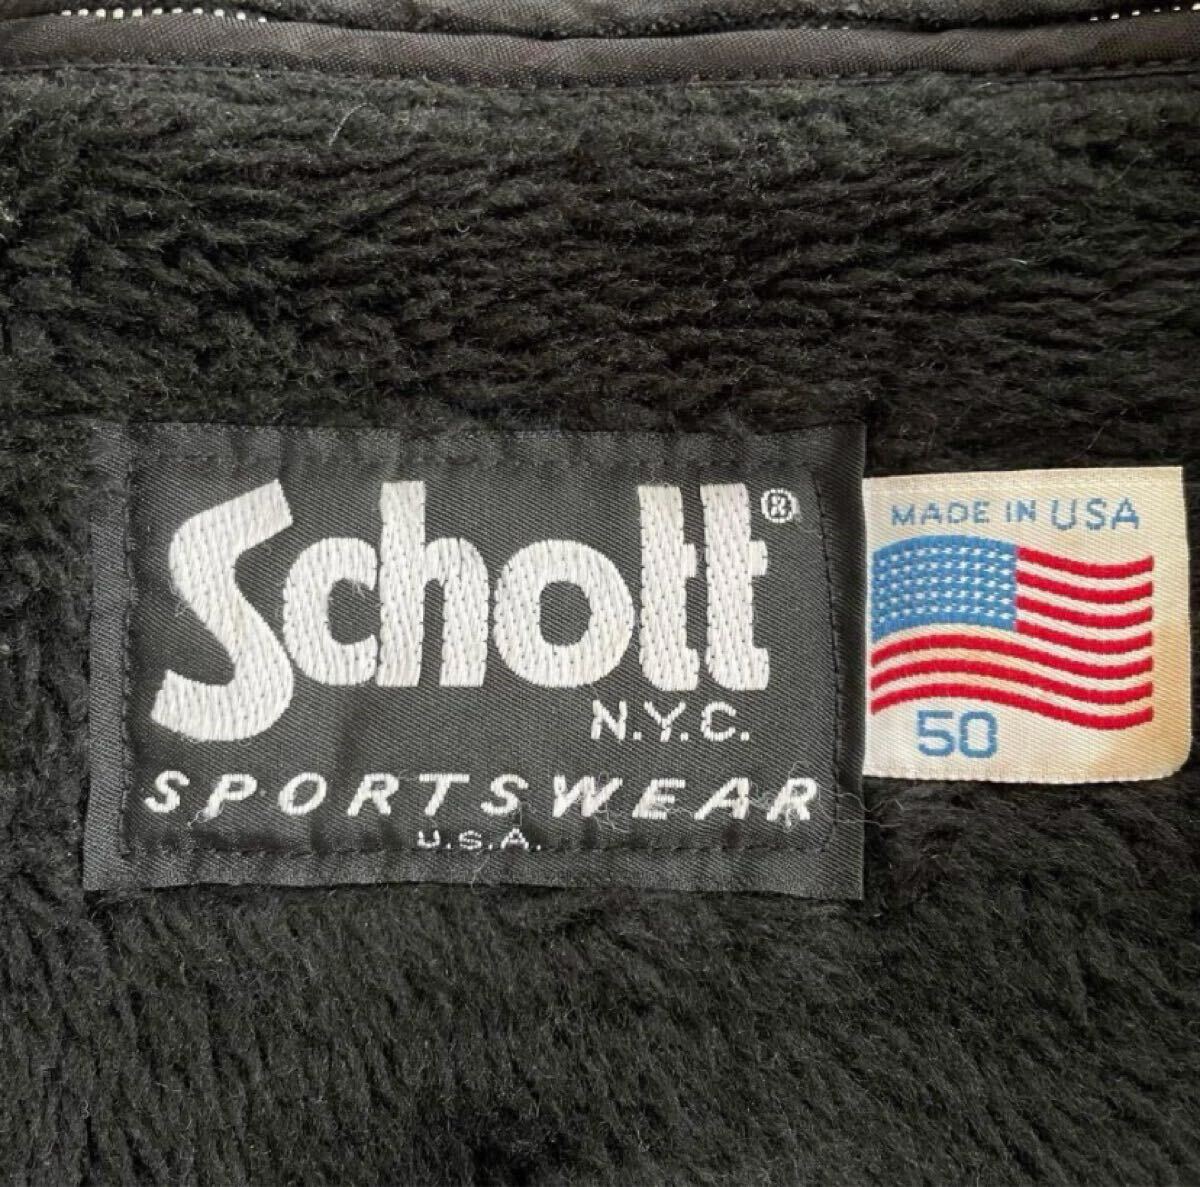 Schott®
N.Y.C.
SPORTSWEAR
U.S.A.
MADE IN USA
50